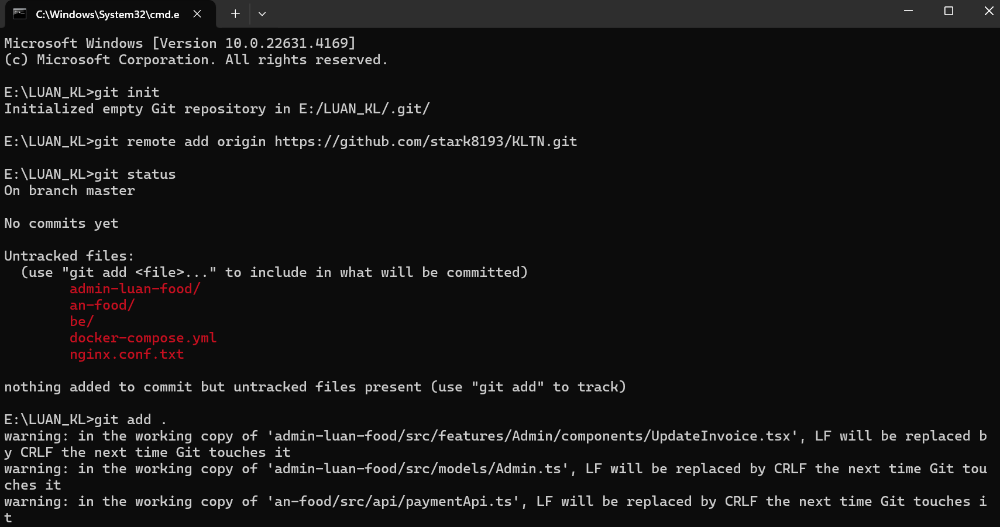 C:\Windows\System32\cmd.e
Microsoft Windows [Version 10.0.22631.4169]
(c) Microsoft Corporation. All rights reserved.
E:\LUAN_KL>git init
Initialized empty Git repository in E:/LUAN_KL/.git/
E:\LUAN_KL>git remote add origin https://github.com/stark8193/KLTN.git
E:\LUAN_KL>git status
On branch master
No commits yet
Untracked files:
  (use "git add <file>..." to include in what will be committed)
        admin-luan-food/
        an-food/
        be/
        docker-compose.yml
        nginx.conf.txt
nothing added to commit but untracked files present (use "git add" to track)
E:\LUAN_KL>git add .
warning: in the working copy of 'admin-luan-food/src/features/Admin/components/UpdateInvoice.tsx', LF will be replaced b
y CRLF the next time Git touches it
warning: in the working copy of 'admin-luan-food/src/models/Admin.ts', LF will be replaced by CRLF the next time Git tou
ches it
warning: in the working copy of 'an-food/src/api/paymentApi.ts', LF will be replaced by CRLF the next time Git touches i
t